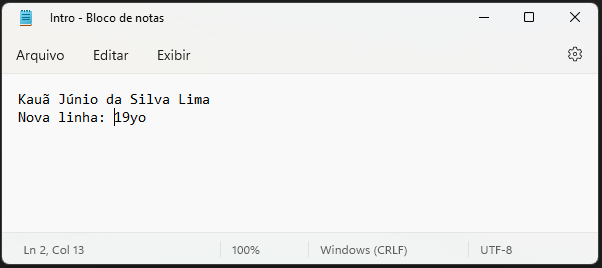 Intro - Bloco de notas
Arquivo Editar Exibir
Kauã Júnio da Silva Lima
Nova linha: 19yo
Ln 2, Col 13 100% Windows (CRLF) UTF-8